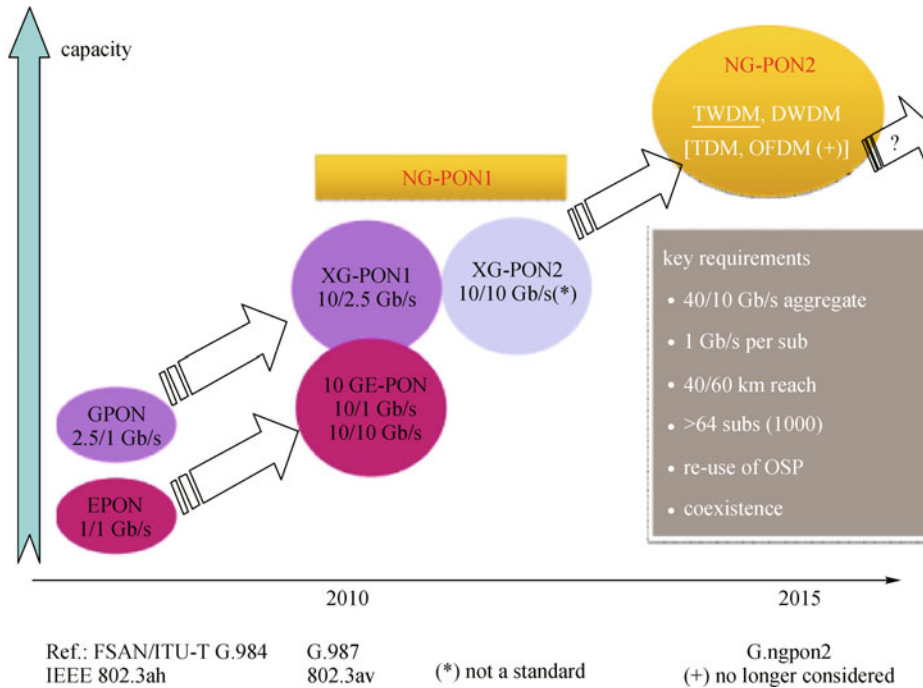 capacity
NG-PON2
TWDM, DWDM
[TDM, OFDM (+)]
?
NG-PON1
XG-PON1
10/2.5 Gb/s
XG-PON2
10/10 Gb/s(*)
key requirements
• 40/10 Gb/s aggregate
• 1 Gb/s per sub
• 40/60 km reach
• >64 subs (1000)
• re-use of OSP
• coexistence
10 GE-PON
10/1 Gb/s
10/10 Gb/s
GPON
2.5/1 Gb/s
EPON
1/1 Gb/s
2010
2015
Ref.: FSAN/ITU-T G.984
IEEE 802.3ah
G.987
802.3av
(*) not a standard
G.ngpon2
(+) no longer considered